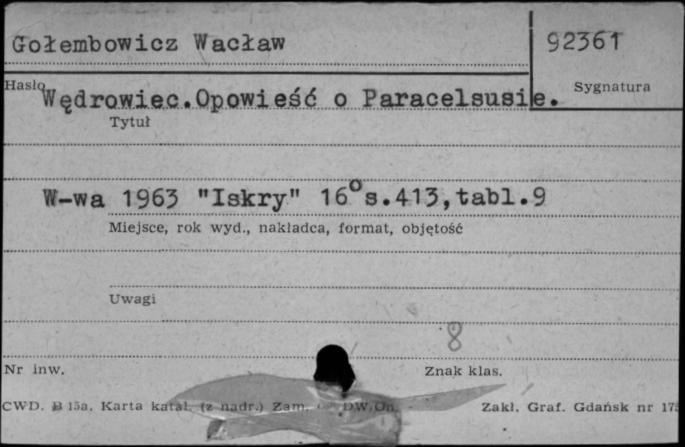 Gołembowicz Wacław
92361
Hasło
Sygnatura
Wędrowiec.Opowieść o Paracelsusie.
Tytuł
W-wa 1963 "Iskry" 16° s.413,tabl.9
Miejsce, rok wyd., nakładca, format, objętość
Uwagi
8
Nr inw.
Znak klas.
CWD. B 15a. Karta katal. (z nadr.) Zam. DW.On. Zakł. Graf. Gdańsk nr